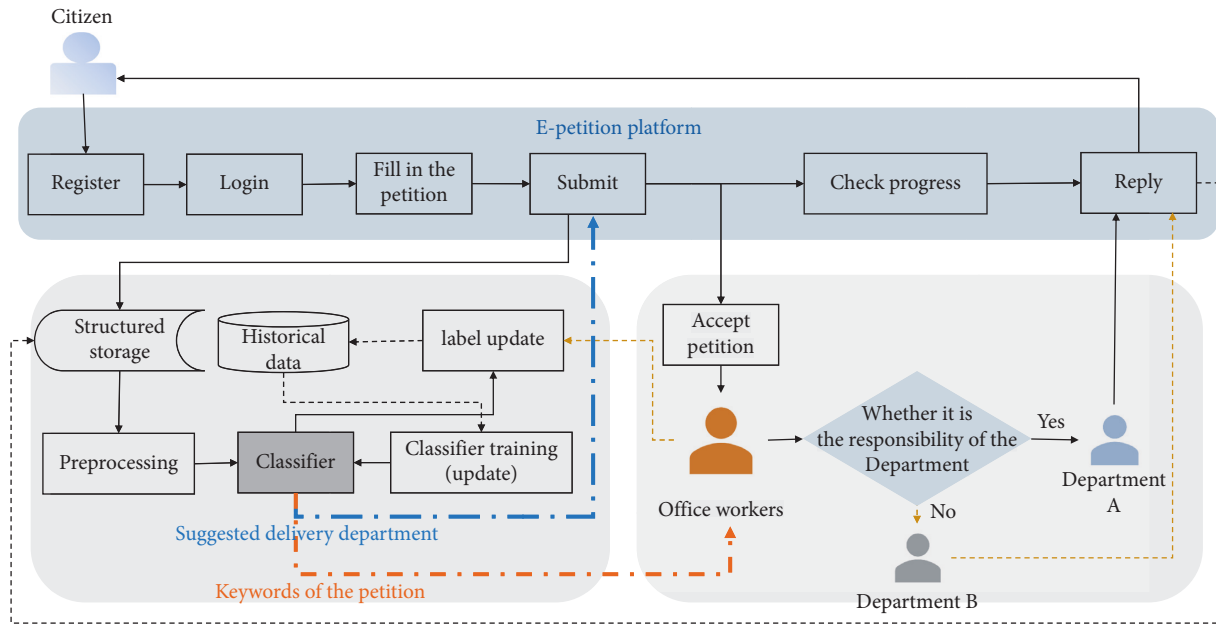 Citizen
E-petition platform
Register
Login
Fill in the
petition
Submit
Check progress
Reply
Structured
storage
Historical
data
label update
Accept
petition
Preprocessing
Classifier
Classifier training
(update)
Whether it is
the responsibility of the
Department
Yes
No
Department
A
Office workers
Suggested delivery department
Keywords of the petition
Department B